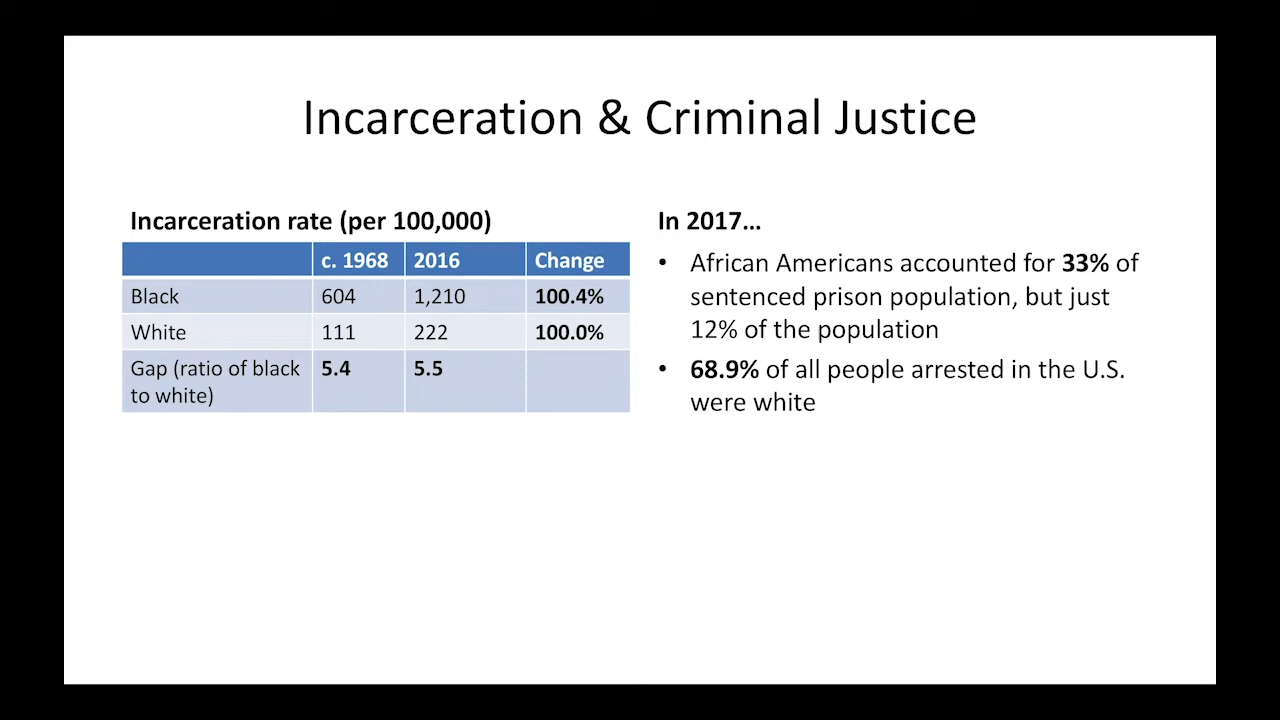 Incarceration & Criminal Justice
Incarceration rate (per 100,000)
c. 1968 2016 Change
Black 604 1,210 100.4%
White 111 222 100.0%
Gap (ratio of black 5.4 5.5
to white)
In 2017...
• African Americans accounted for 33% of
sentenced prison population, but just
12% of the population
• 68.9% of all people arrested in the U.S.
were white